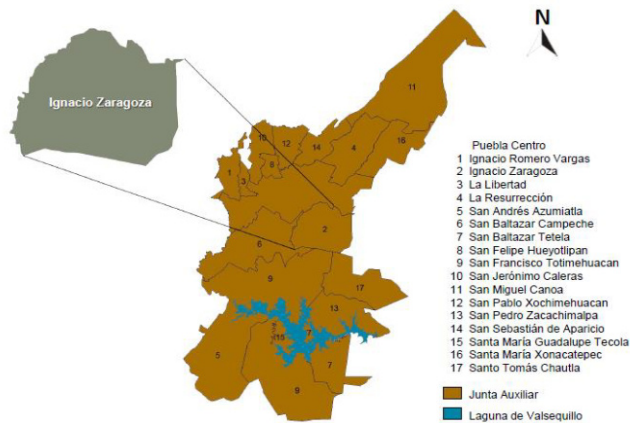 N
Ignacio Zaragoza
11
10
12
14
4
16
8
1
3
2
6
9
17
13
15
7
5
7
9
Puebla Centro
1 Ignacio Romero Vargas
2 Ignacio Zaragoza
3 La Libertad
4 La Resurrección
5 San Andrés Azumiatla
6 San Baltazar Campeche
7 San Baltazar Tetela
8 San Felipe Hueyotlipan
9 San Francisco Totimehuacan
10 San Jerónimo Caleras
11 San Miguel Canoa
12 San Pablo Xochimehuacan
13 San Pedro Zacachimalpa
14 San Sebastián de Aparicio
15 Santa María Guadalupe Tecola
16 Santa María Xonacatepec
17 Santo Tomás Chautla
Junta Auxiliar
Laguna de Valsequillo